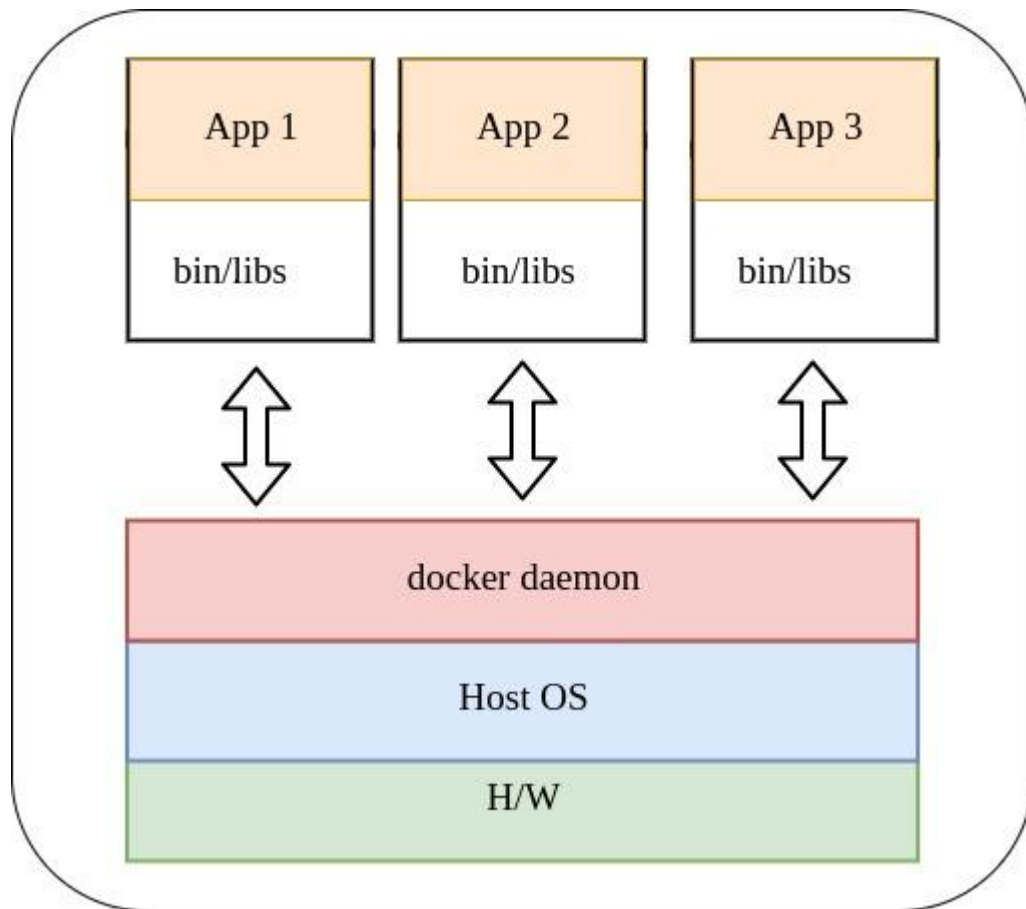 App 1
App 2
App 3
bin/libs
bin/libs
bin/libs
docker daemon
Host OS
H/W